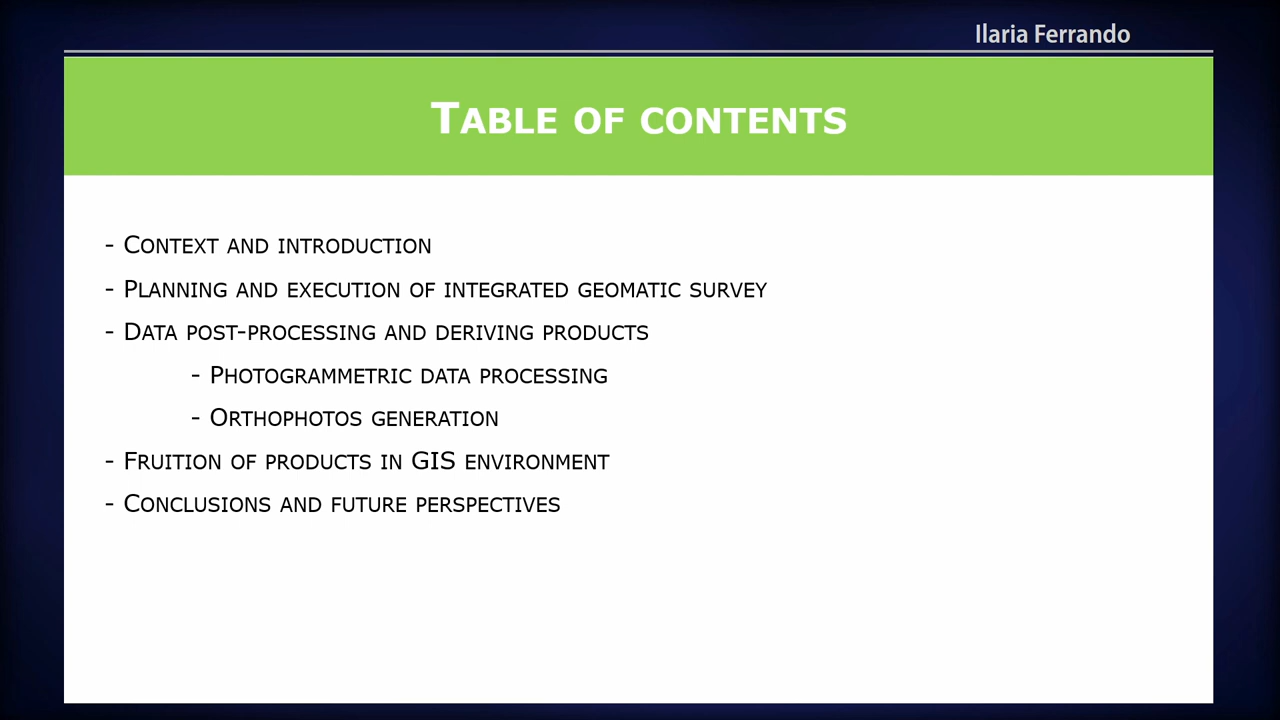 Ilaria Ferrando
Table of contents
- Context and introduction
- Planning and execution of integrated geomatic survey
- Data post-processing and deriving products
- Photogrammetric data processing
- Orthophotos generation
- Fruition of products in GIS environment
- Conclusions and future perspectives